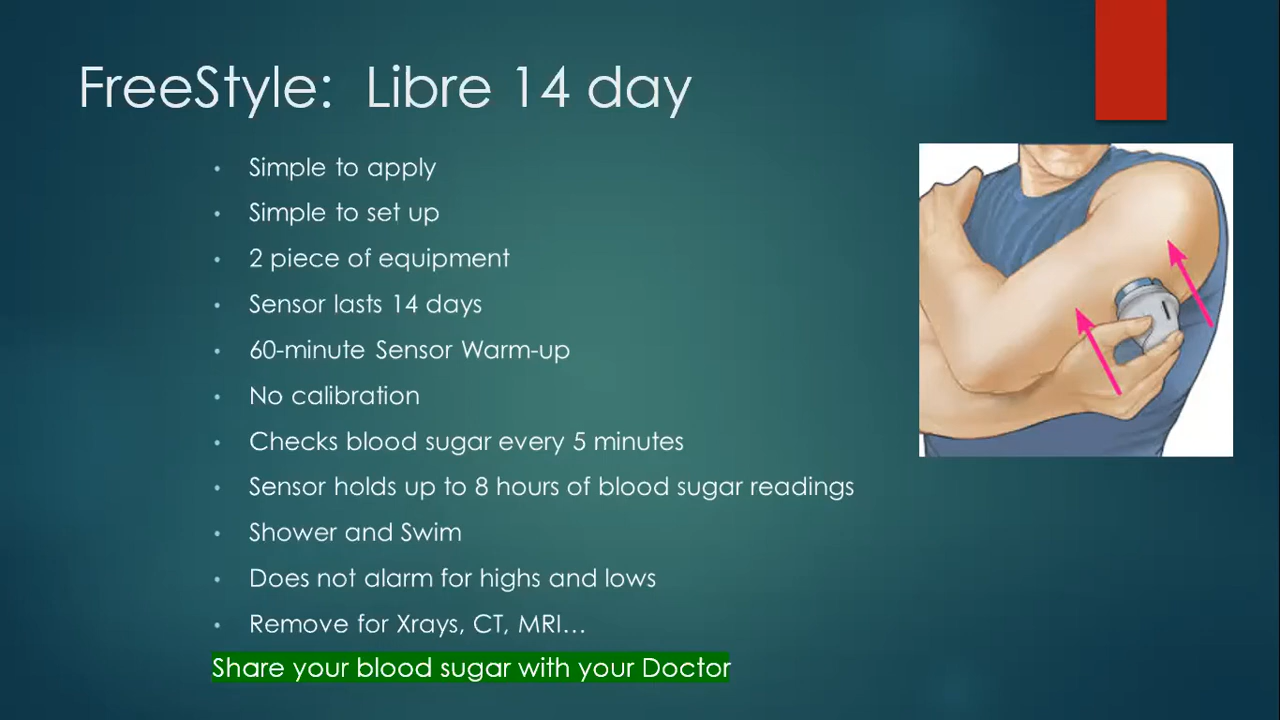 FreeStyle: Libre 14 day
• Simple to apply
• Simple to set up
• 2 piece of equipment
• Sensor lasts 14 days
• 60-minute Sensor Warm-up
• No calibration
• Checks blood sugar every 5 minutes
• Sensor holds up to 8 hours of blood sugar readings
• Shower and Swim
• Does not alarm for highs and lows
• Remove for Xrays, CT, MRI…
Share your blood sugar with your Doctor